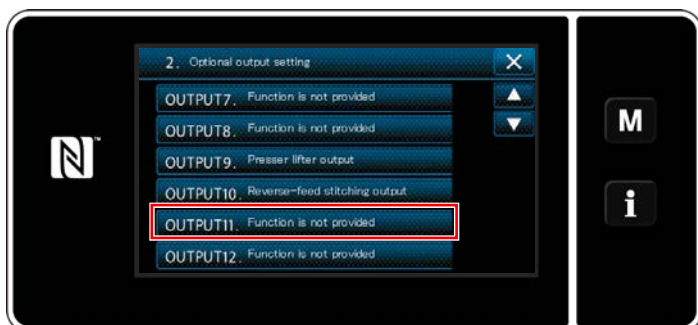 2. Optional output setting
OUTPUT7. Function is not provided
OUTPUT8. Function is not provided
OUTPUT9. Presser lifter output
OUTPUT10. Reverse-feed stitching output
OUTPUT11. Function is not provided
OUTPUT12. Function is not provided
M
i
N